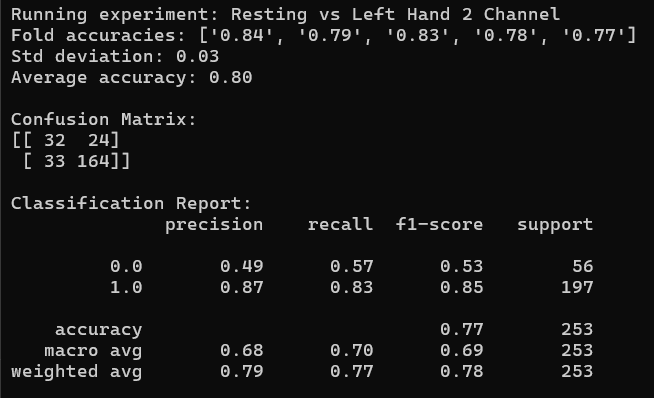 Running experiment: Resting vs Left Hand 2 Channel
Fold accuracies: ['0.84', '0.79', '0.83', '0.78', '0.77']
Std deviation: 0.03
Average accuracy: 0.80
Confusion Matrix:
[[ 32  24]
 [ 33 164]]
Classification Report:
              precision    recall  f1-score   support
         0.0       0.49      0.57      0.53        56
         1.0       0.87      0.83      0.85       197
    accuracy                           0.77       253
   macro avg       0.68      0.70      0.69       253
weighted avg       0.79      0.77      0.78       253